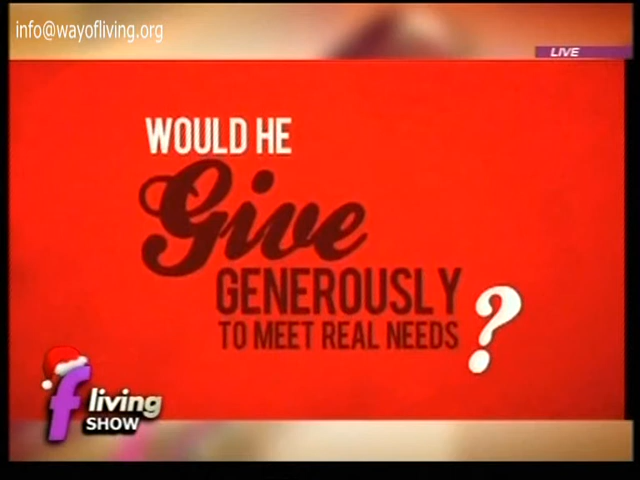 info@wayofliving.org
LIVE
WOULD HE
Give
GENEROUSLY
TO MEET REAL NEEDS
?
f living
SHOW